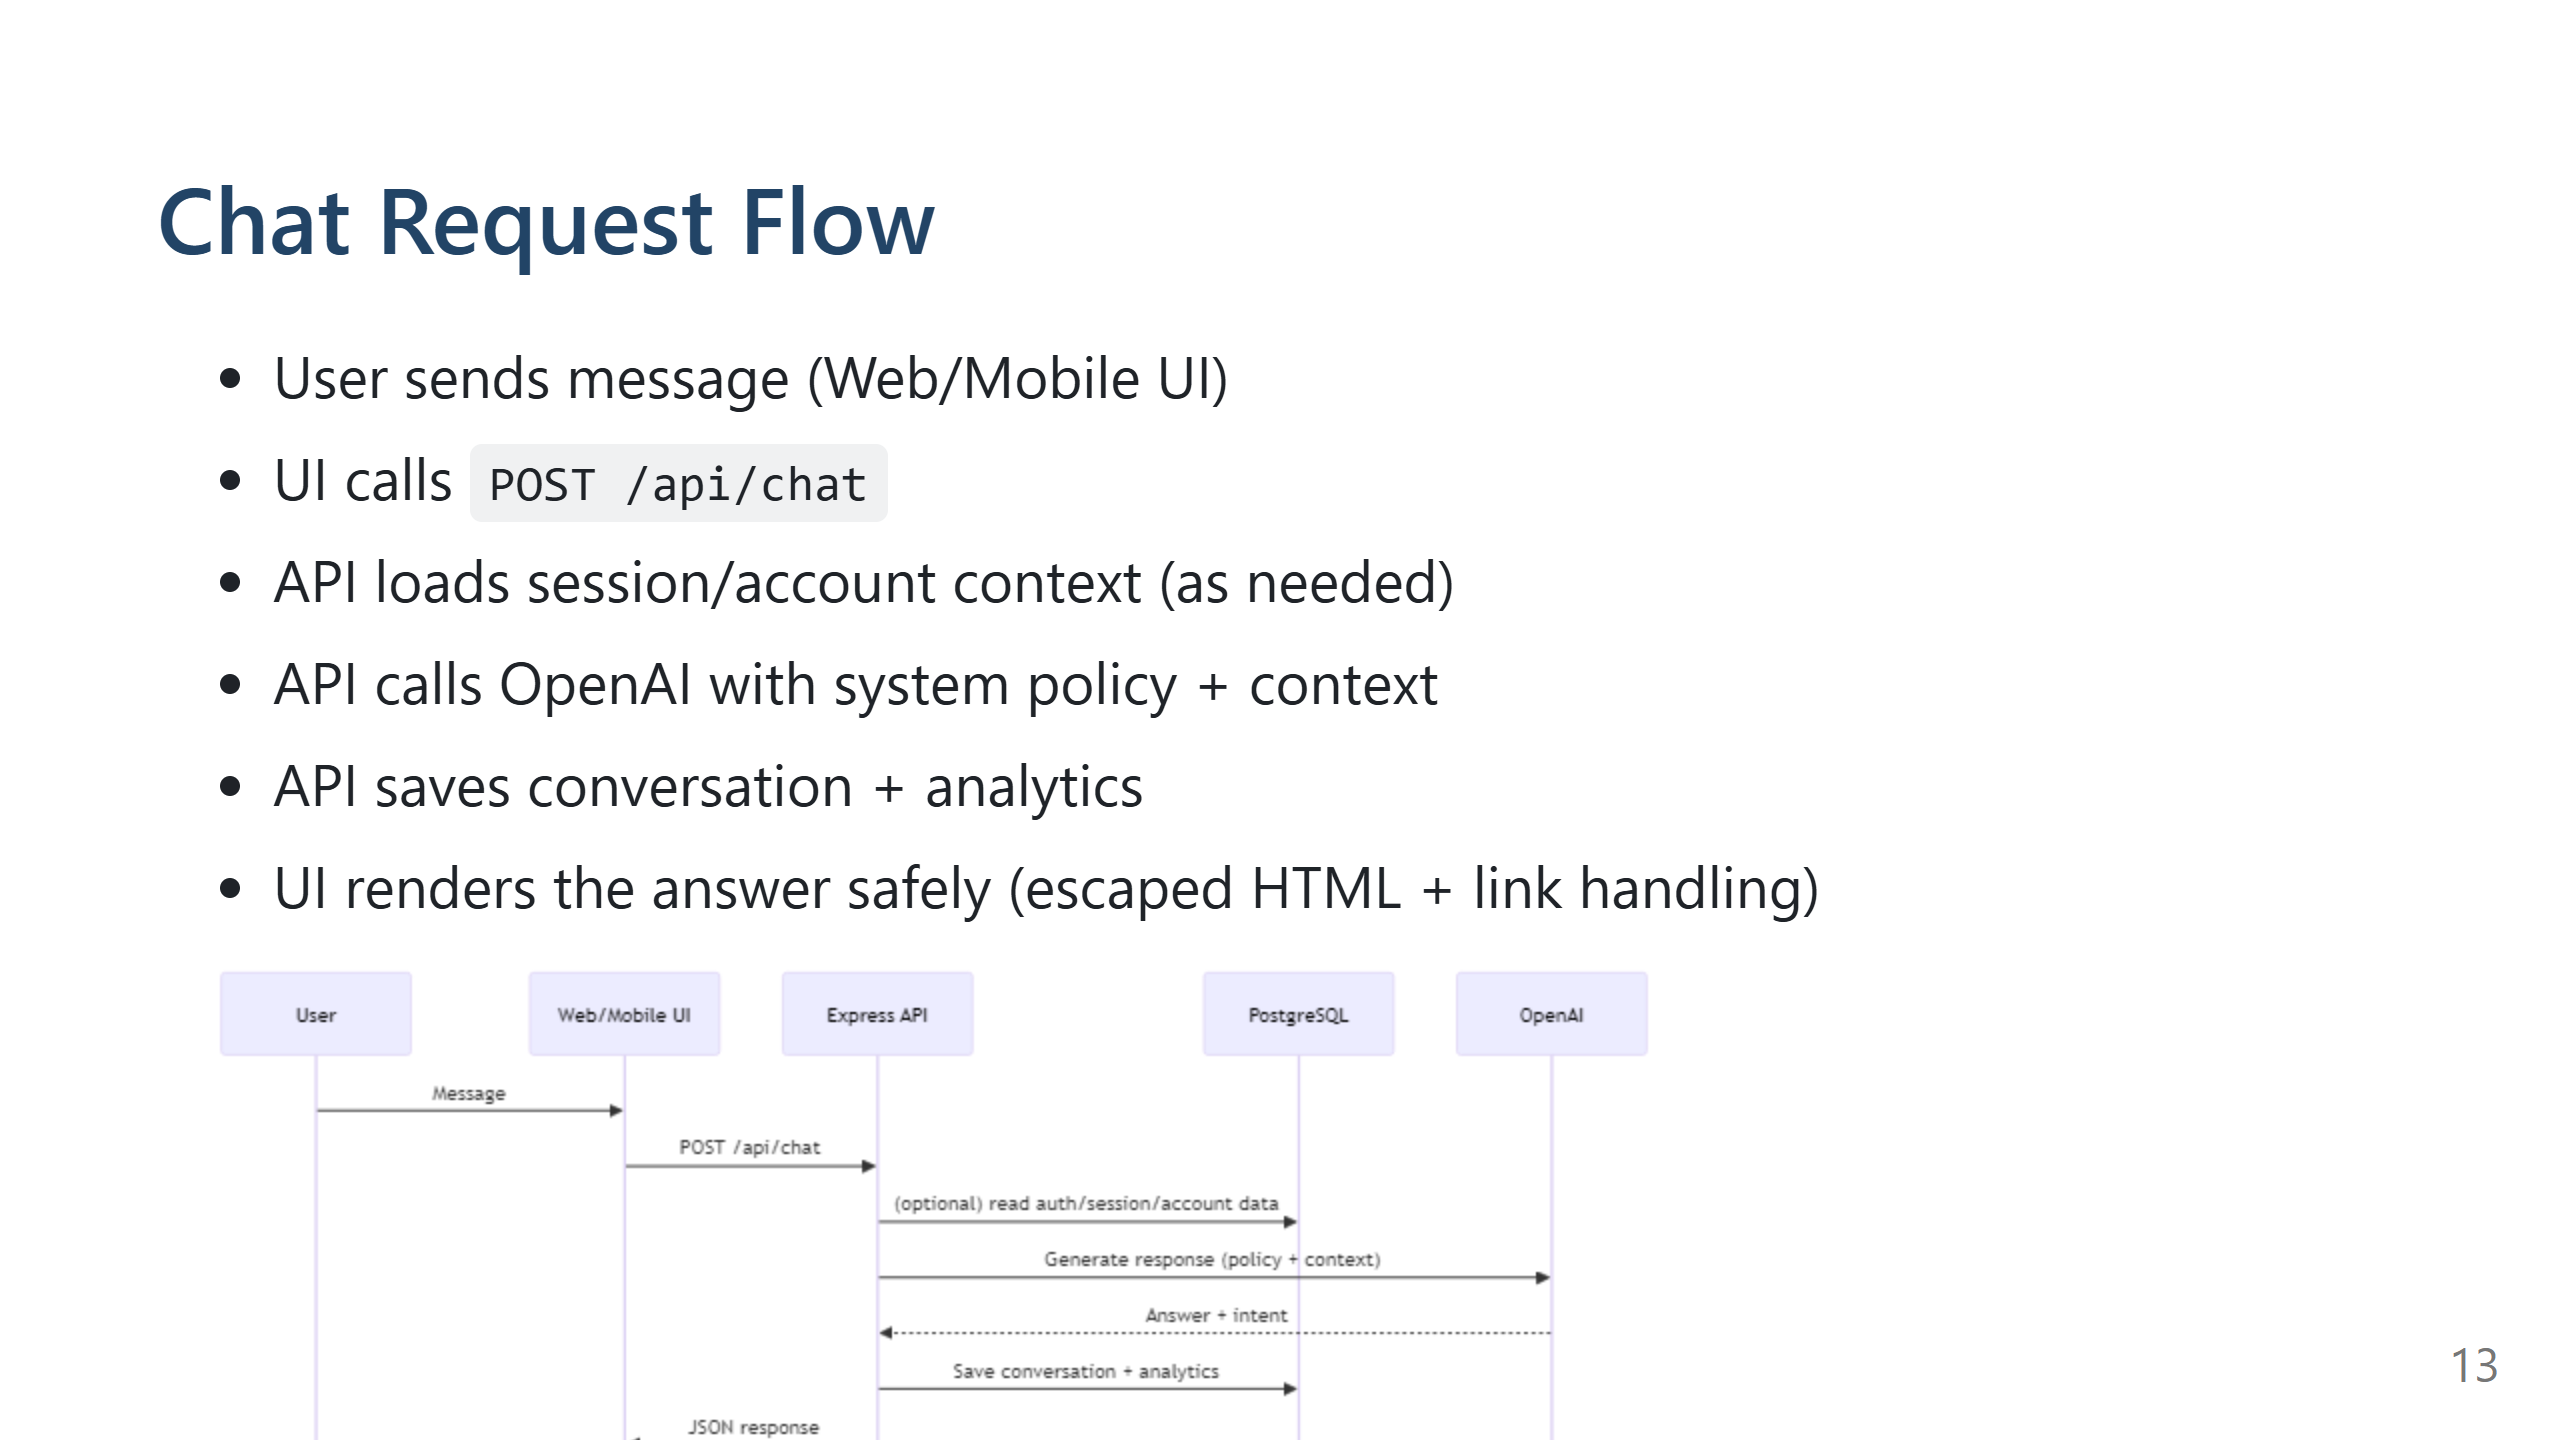 Chat Request Flow
User sends message (Web/Mobile UI)
UI calls POST /api/chat
API loads session/account context (as needed)
API calls OpenAI with system policy + context
API saves conversation + analytics
UI renders the answer safely (escaped HTML + link handling)
User Web/Mobile UI Express API PostgreSQL OpenAI
Message
POST /api/chat
(optional) read auth/session/account data
Generate response (policy + context)
Answer + intent
Save conversation + analytics
JSON response
13